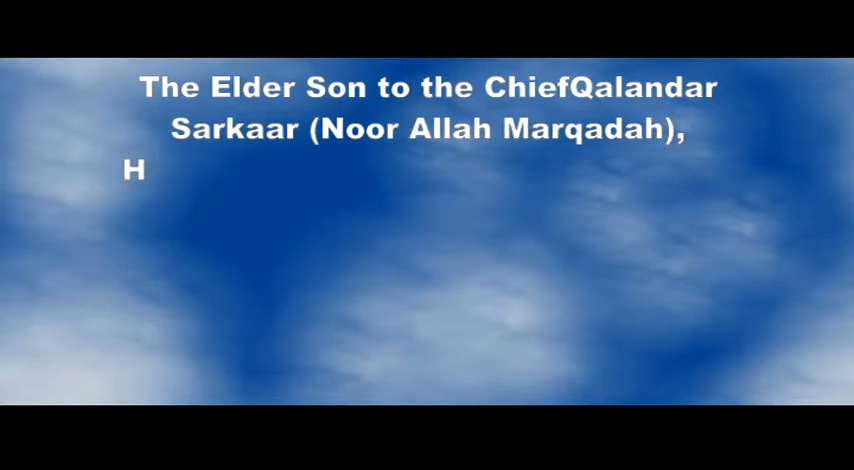 The Elder Son to the ChiefQalandar
Sarkaar (Noor Allah Marqadah),
H